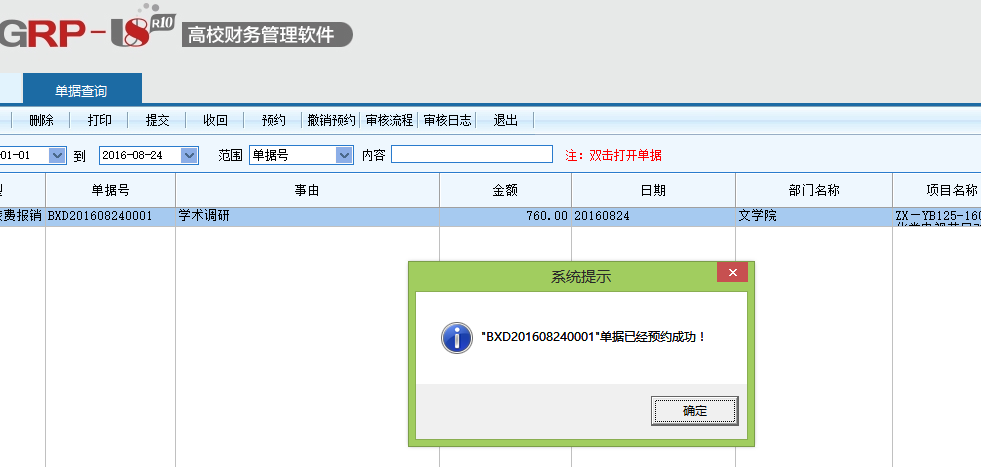 GRP-U8 R10 高校财务管理软件
单据查询
删除 打印 提交 收回 预约 撤销预约 审核流程 审核日志 退出
01-01 到 2016-08-24 范围 单据号 内容 注：双击打开单据
单据号 事由 金额 日期 部门名称 项目名称
费报销 BXD201608240001 学术调研 760.00 20160824 文学院 ZX－YB125-160
系统提示
"BXD201608240001"单据已经预约成功！
确定